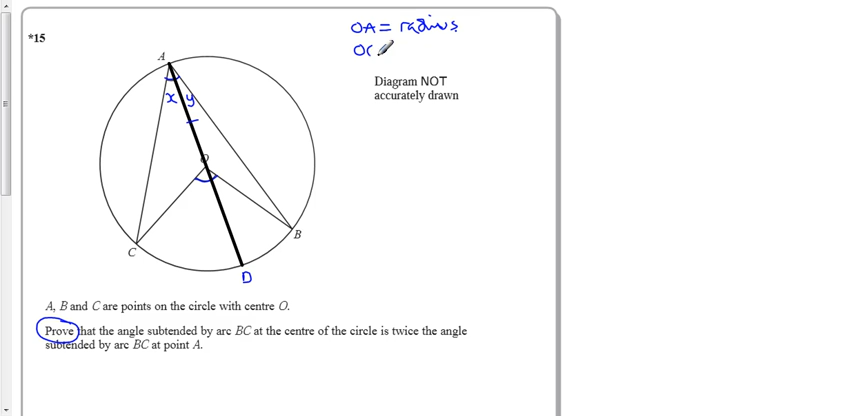 OA = radius.
OC
*15
A
Diagram NOT
accurately drawn
x y
O
B
C
D
A, B and C are points on the circle with centre O.
Prove that the angle subtended by arc BC at the centre of the circle is twice the angle
subtended by arc BC at point A.